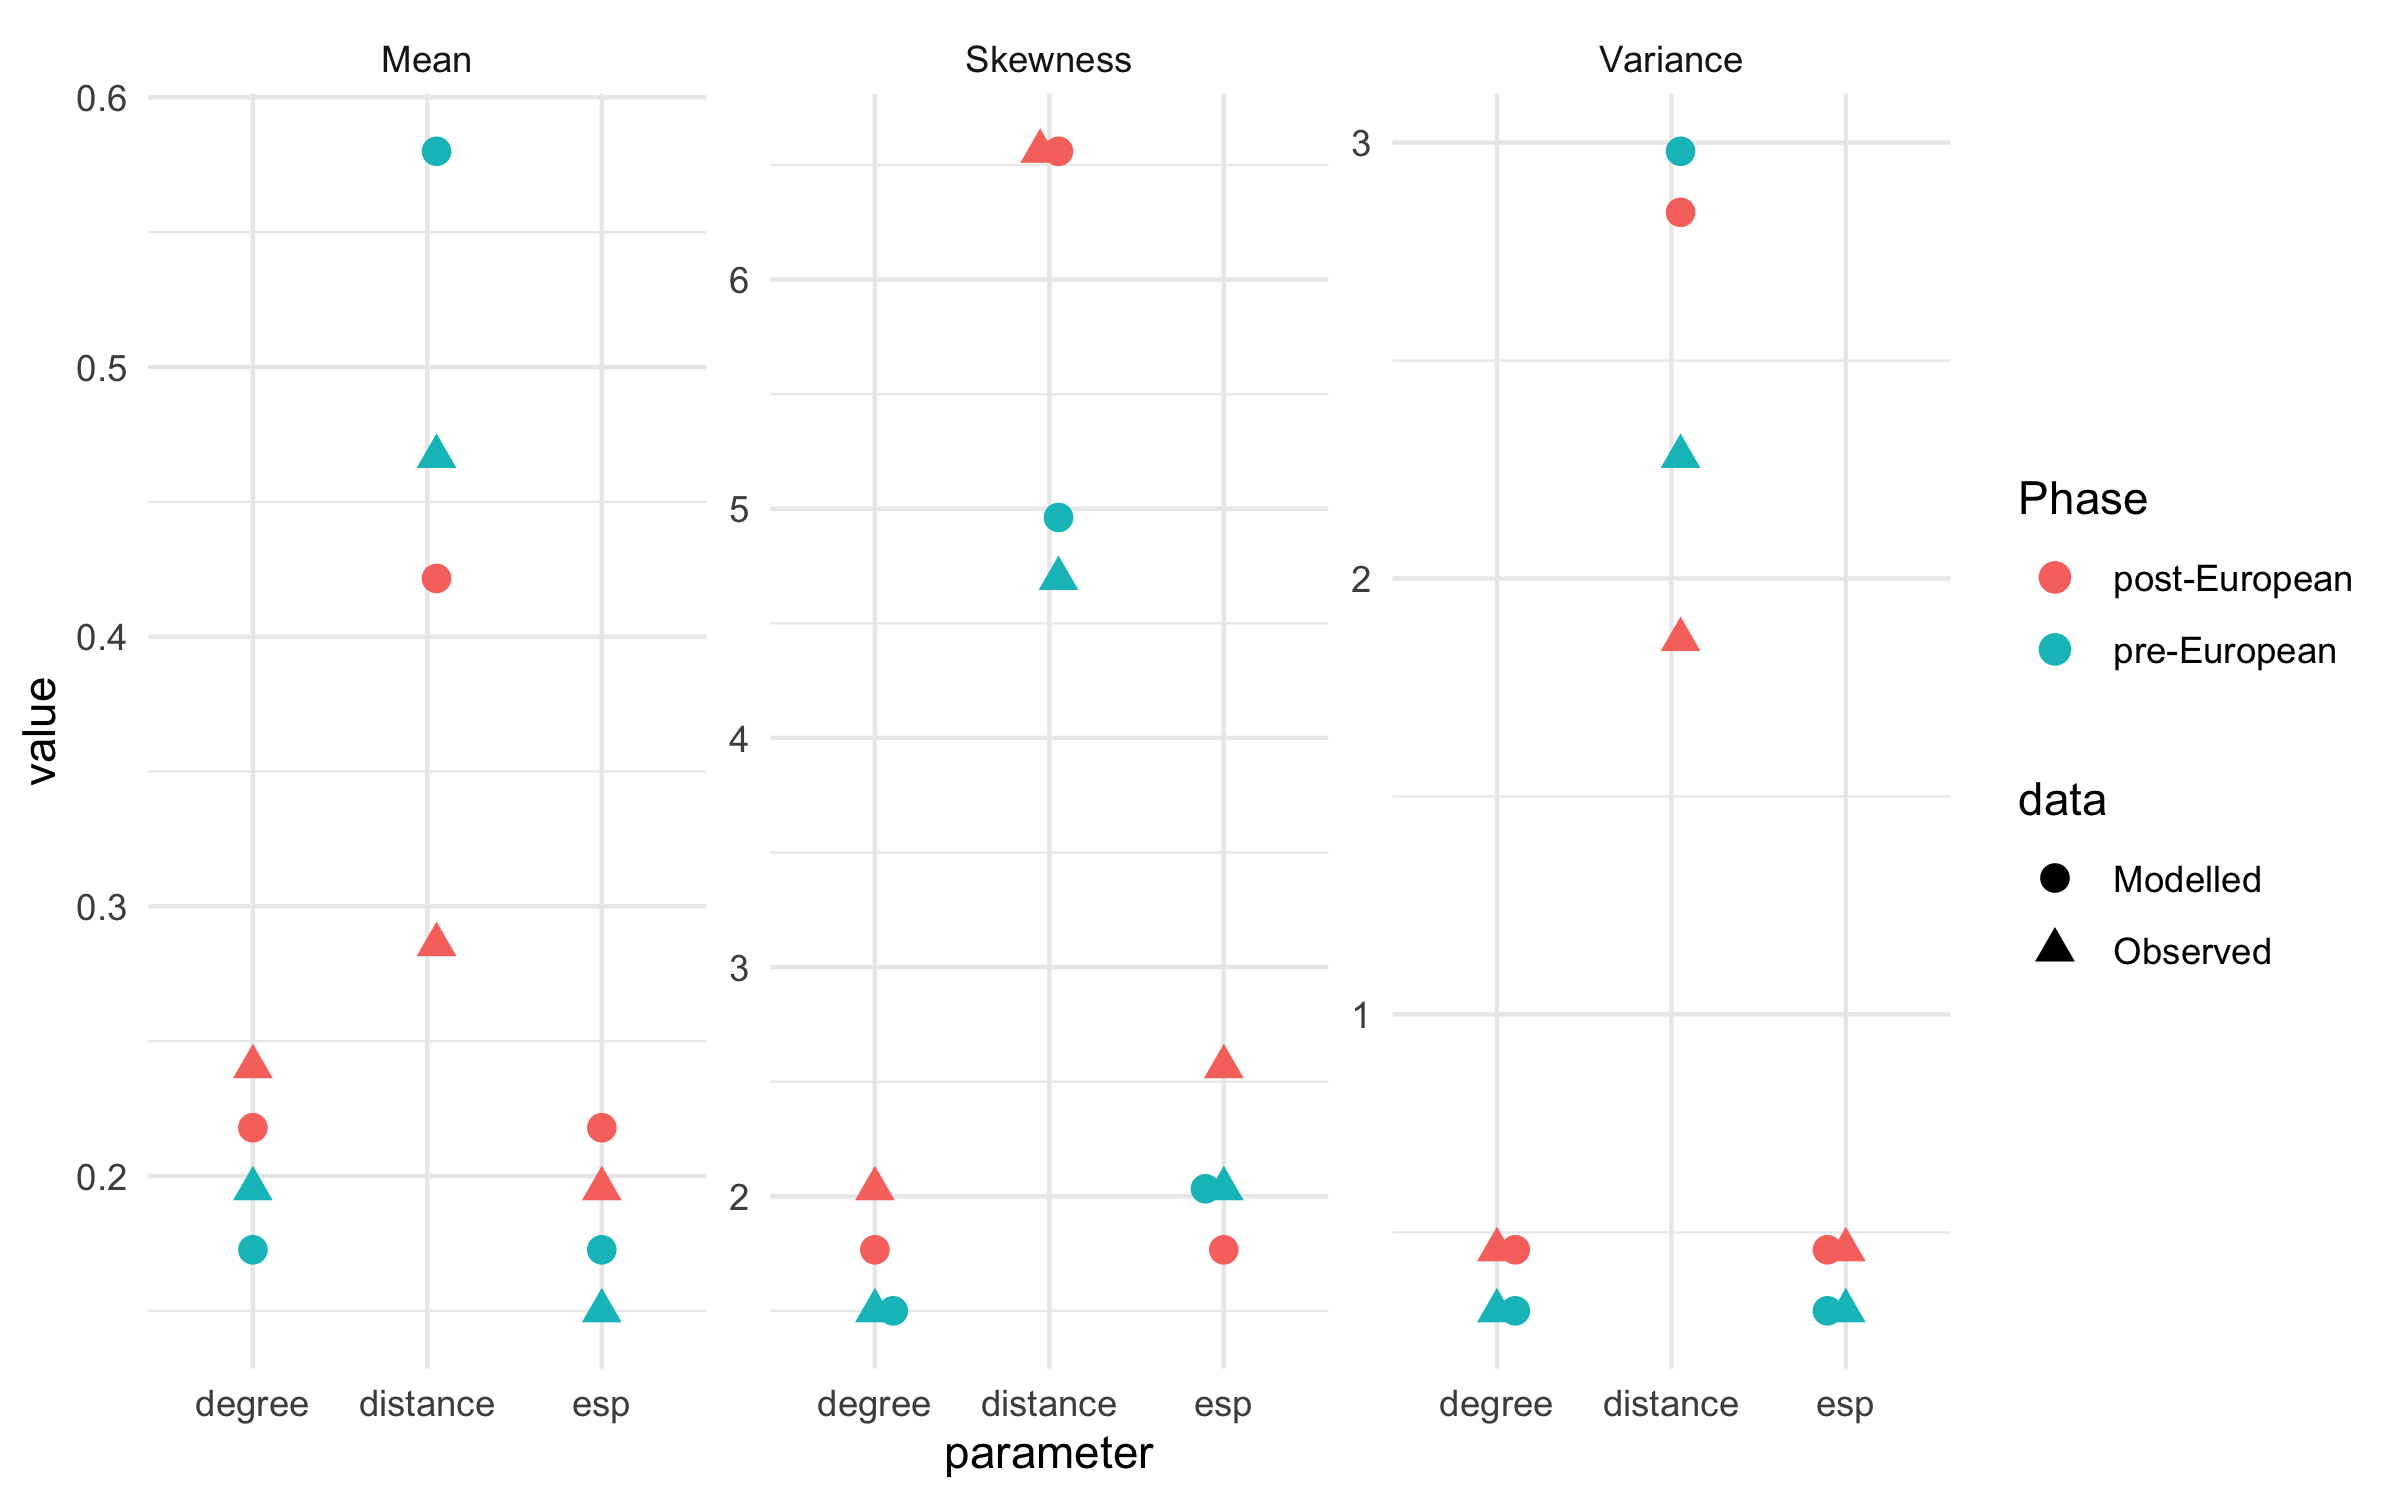 Mean
Skewness
Variance
0.6
0.5
0.4
0.3
0.2
6
5
4
3
2
3
2
1
value
degree distance esp
degree distance esp
degree distance esp
parameter
Phase
post-European
pre-European
data
Modelled
Observed